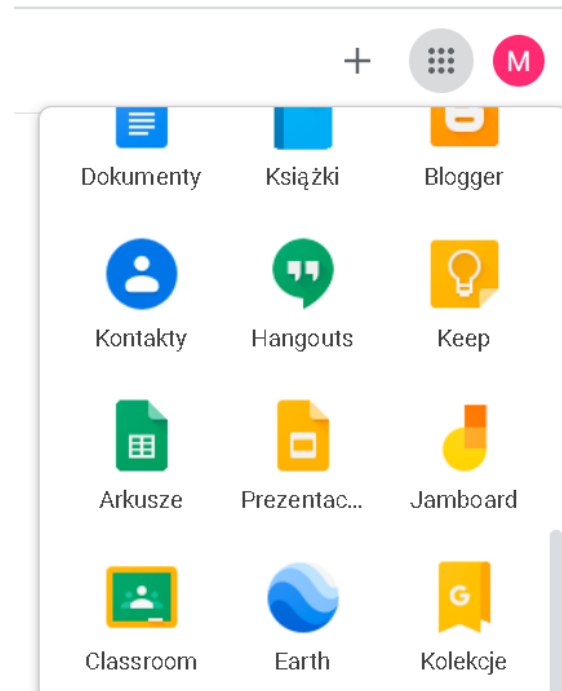 M
Dokumenty Książki Blogger
Kontakty Hangouts Keep
Arkusze Prezentac... Jamboard
G
Classroom Earth Kolekcje